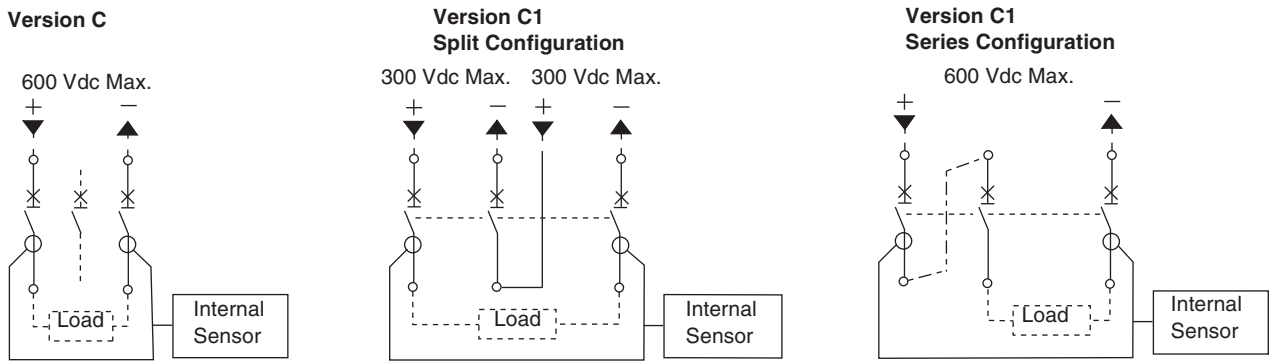 Version C
600 Vdc Max.
+ −
Load
Internal
Sensor
Version C1
Split Configuration
300 Vdc Max. 300 Vdc Max.
+ − + −
Load
Internal
Sensor
Version C1
Series Configuration
600 Vdc Max.
+ −
Load
Internal
Sensor